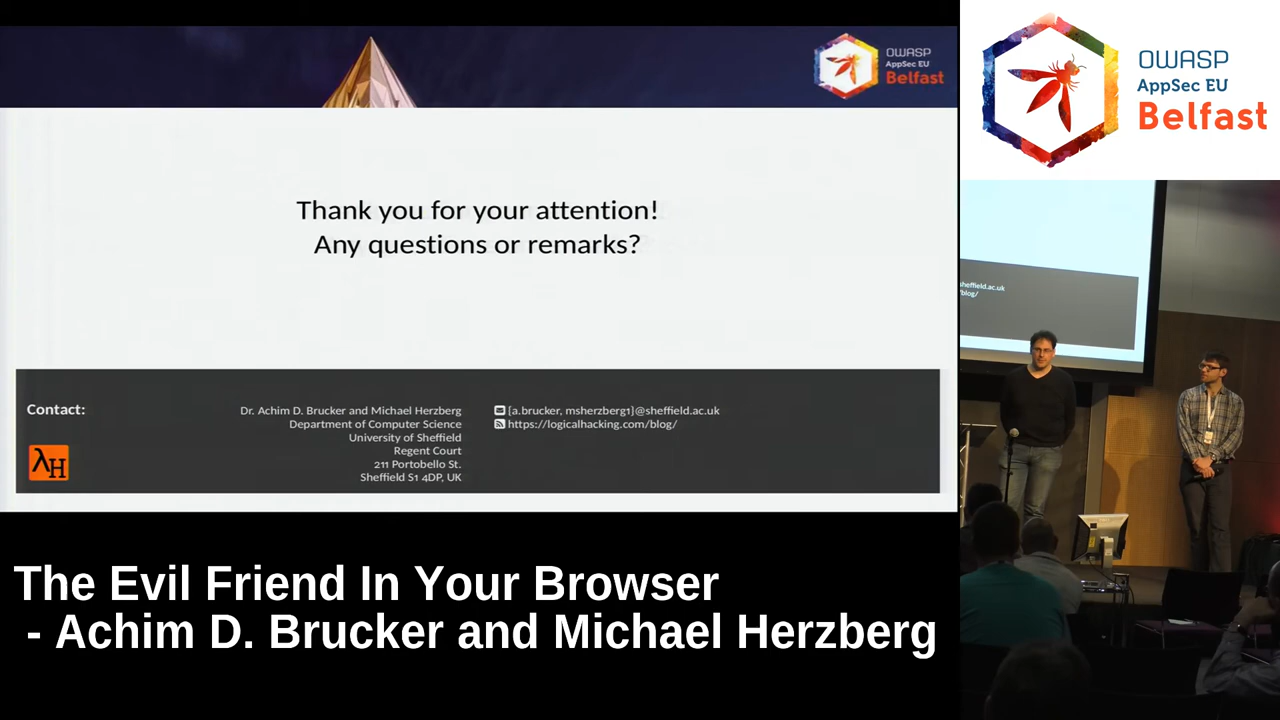 OWASP
AppSec EU
Belfast
Thank you for your attention!
Any questions or remarks?
Contact:
λH
Dr. Achim D. Brucker and Michael Herzberg
Department of Computer Science
University of Sheffield
Regent Court
211 Portobello St.
Sheffield S1 4DP, UK
[a.brucker, msherzberg1]@sheffield.ac.uk
https://logicalhacking.com/blog/
OWASP
AppSec EU
Belfast
sheffield.ac.uk
/blog/
The Evil Friend In Your Browser
- Achim D. Brucker and Michael Herzberg